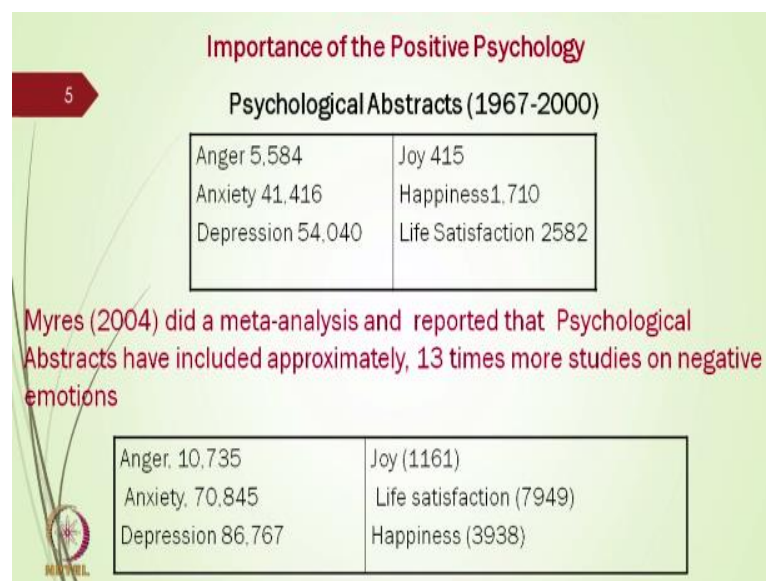 Importance of the Positive Psychology
5
Psychological Abstracts (1967-2000)
Anger 5,584
Anxiety 41,416
Depression 54,040
Joy 415
Happiness1,710
Life Satisfaction 2582
Myres (2004) did a meta-analysis and reported that Psychological
Abstracts have included approximately, 13 times more studies on negative
emotions
Anger, 10,735
Anxiety, 70,845
Depression 86,767
Joy (1161)
Life satisfaction (7949)
Happiness (3938)
NPTEL